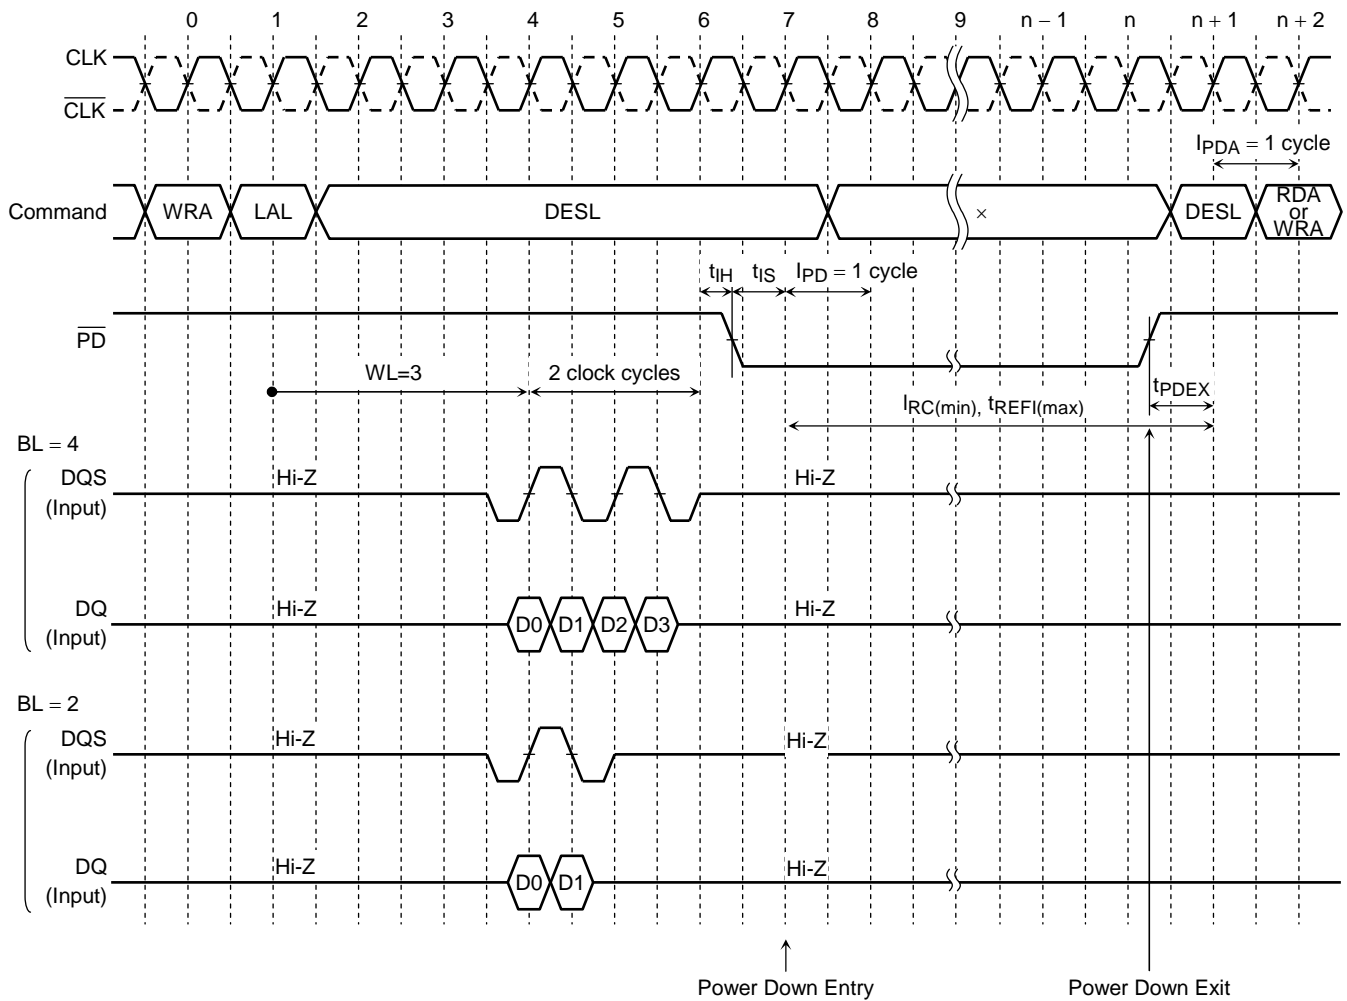 0 1 2 3 4 5 6 7 8 9 n − 1 n n + 1 n + 2
CLK
CLK
IPDA = 1 cycle
Command WRA LAL DESL × DESL RDA or WRA
tIH tIS IPD = 1 cycle
PD
WL=3 2 clock cycles tPDEX
IRC(min), tREFI(max)
BL = 4
DQS Hi-Z Hi-Z
(Input)
DQ Hi-Z D0 D1 D2 D3 Hi-Z
(Input)
BL = 2
DQS Hi-Z Hi-Z
(Input)
DQ Hi-Z D0 D1 Hi-Z
(Input)
Power Down Entry Power Down Exit